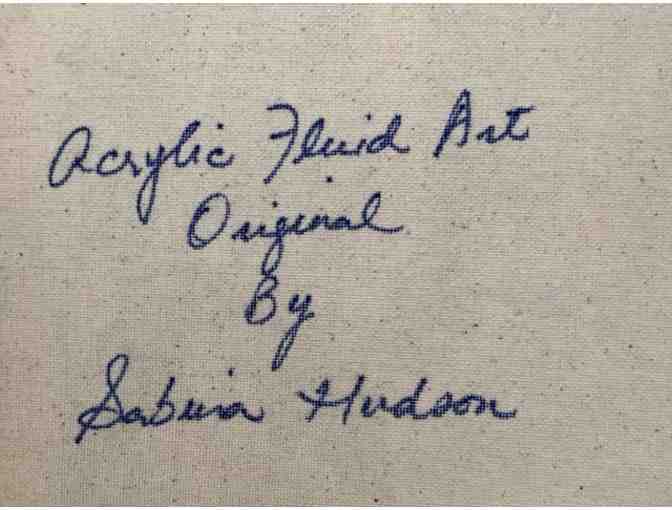 Acrylic Fluid Art
Original
By
Sabrina Hudson